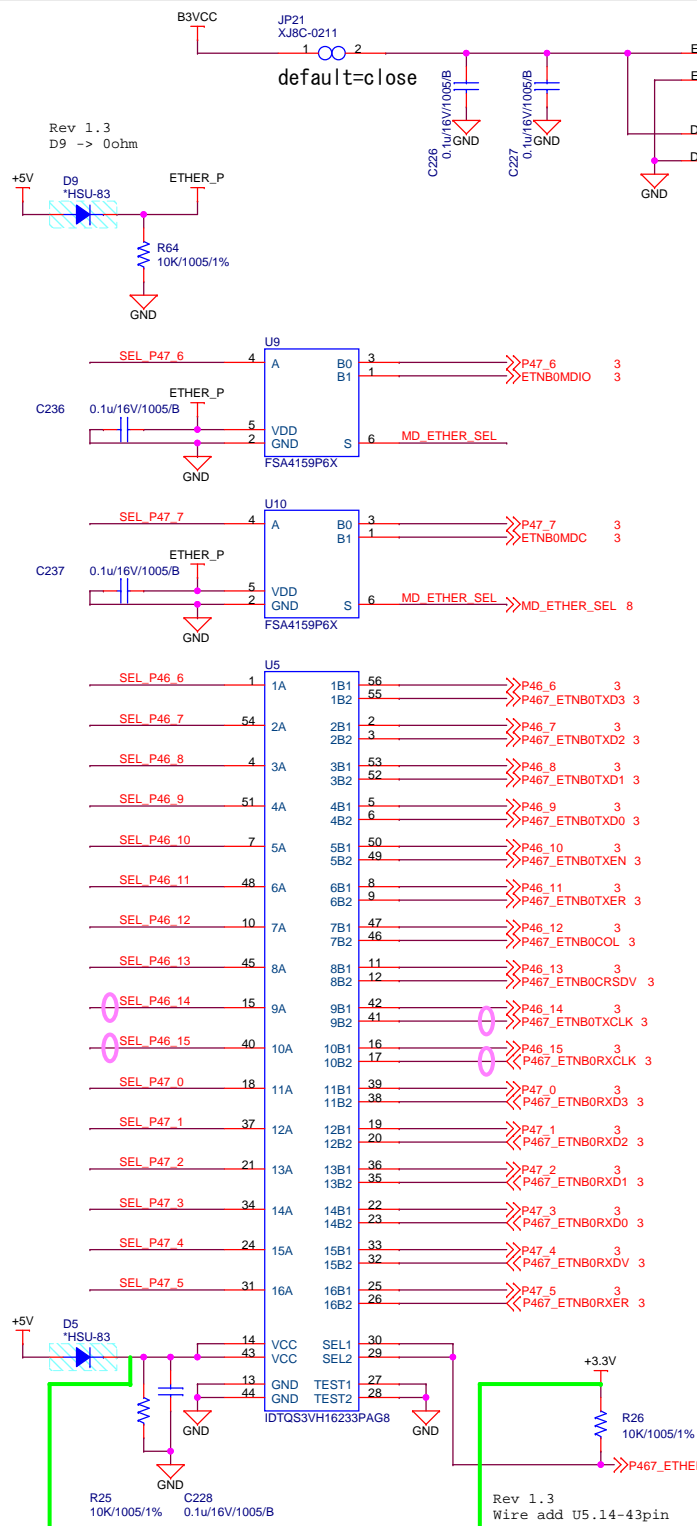 B3VCC
JP21
XJ8C-0211
1 2
default=close
C226
0.1u/16V/1005/B
GND
C227
0.1u/16V/1005/B
GND
E
E
D
D
GND
Rev 1.3
D9 -> 0ohm
+5V
D9
*HSU-83
ETHER_P
R64
10K/1005/1%
GND
U9
SEL_P47_6 4 A B0 3 P47_6 3
B1 1 ETNB0MDIO 3
ETHER_P
C236 0.1u/16V/1005/B
5 VDD
2 GND S 6 MD_ETHER_SEL
GND
FSA4159P6X
U10
SEL_P47_7 4 A B0 3 P47_7 3
B1 1 ETNB0MDC 3
ETHER_P
C237 0.1u/16V/1005/B
5 VDD
2 GND S 6 MD_ETHER_SEL MD_ETHER_SEL 8
GND
FSA4159P6X
U5
SEL_P46_6 1 1A 1B1 56 P46_6 3
1B2 55 P467_ETNB0TXD3 3
SEL_P46_7 54 2A 2B1 2 P46_7 3
2B2 3 P467_ETNB0TXD2 3
SEL_P46_8 4 3A 3B1 53 P46_8 3
3B2 52 P467_ETNB0TXD1 3
SEL_P46_9 51 4A 4B1 5 P46_9 3
4B2 6 P467_ETNB0TXD0 3
SEL_P46_10 7 5A 5B1 50 P46_10 3
5B2 49 P467_ETNB0TXEN 3
SEL_P46_11 48 6A 6B1 8 P46_11 3
6B2 9 P467_ETNB0TXER 3
SEL_P46_12 10 7A 7B1 47 P46_12 3
7B2 46 P467_ETNB0COL 3
SEL_P46_13 45 8A 8B1 11 P46_13 3
8B2 12 P467_ETNB0CRSDV 3
SEL_P46_14 15 9A 9B1 42 P46_14 3
9B2 41 P467_ETNB0TXCLK 3
SEL_P46_15 40 10A 10B1 16 P46_15 3
10B2 17 P467_ETNB0RXCLK 3
SEL_P47_0 18 11A 11B1 39 P47_0 3
11B2 38 P467_ETNB0RXD3 3
SEL_P47_1 37 12A 12B1 19 P47_1 3
12B2 20 P467_ETNB0RXD2 3
SEL_P47_2 21 13A 13B1 36 P47_2 3
13B2 35 P467_ETNB0RXD1 3
SEL_P47_3 34 14A 14B1 22 P47_3 3
14B2 23 P467_ETNB0RXD0 3
SEL_P47_4 24 15A 15B1 33 P47_4 3
15B2 32 P467_ETNB0RXDV 3
SEL_P47_5 31 16A 16B1 25 P47_5 3
16B2 26 P467_ETNB0RXER 3
+5V
D5
*HSU-83
14 VCC SEL1 30
43 VCC SEL2 29
13 GND TEST1 27
44 GND TEST2 28
GND
IDTQS3VH16233PAG8
GND
+3.3V
R26
10K/1005/1%
P467_ETHE
GND
R25
10K/1005/1%
C228
0.1u/16V/1005/B
Rev 1.3
Wire add U5.14-43pin